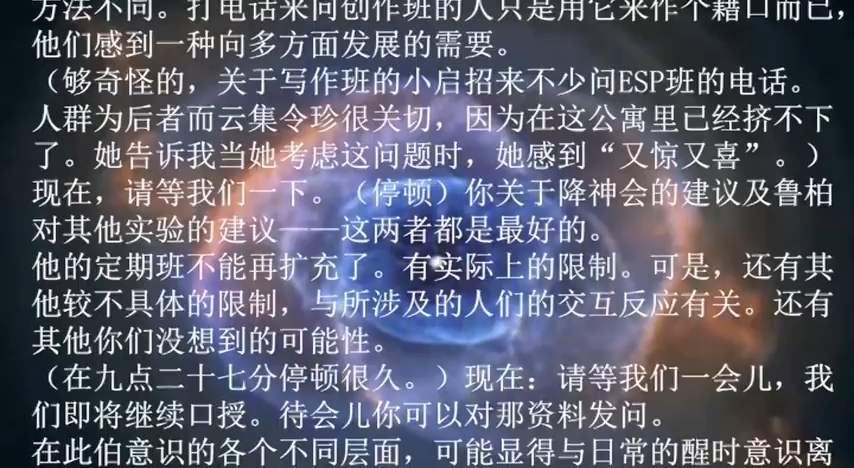 方法不同。打电话来问创作班的人只是用它来作个藉口而已，
他们感到一种向多方面发展的需要。
（够奇怪的，关于写作班的小启招来不少问ESP班的电话。
人群为后者而云集令珍很关切，因为在这公寓里已经挤不下
了。她告诉我当她考虑这问题时，她感到“又惊又喜”。）
现在，请等我们一下。（停顿）你关于降神会的建议及鲁柏
对其他实验的建议——这两者都是最好的。
他的定期班不能再扩充了。有实际上的限制。可是，还有其
他较不具体的限制，与所涉及的人们的交互反应有关。还有
其他你们没想到的可能性。
（在九点二十七分停顿很久。）现在：请等我们一会儿，我
们即将继续口授。待会儿你可以对那资料发问。
在此伯意识的各个不同层面，可能显得与日常的醒时意识离